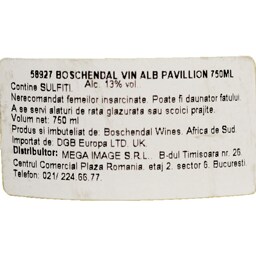 58927 BOSCHENDAL VIN ALB PAVILLION 750ML
Contine SULFITI. Alc. 13% vol
Nerecomandat femeilor insarcinate. Poate fi daunator fatului.
A se servi alaturi de rata glazurata sau scoici prajite.
Volum net: 750 ml
Produs si imbuteliat de: Boschendal Wines, Africa de Sud.
Importat de: DGB Europa LTD. UK.
Distribuitor: MEGA IMAGE S.R.L., B-dul Timisoara nr. 26,
Centrul Comercial Plaza Romania, etaj 2, sector 6, Bucuresti.
Telefon: 021/ 224.66.77.